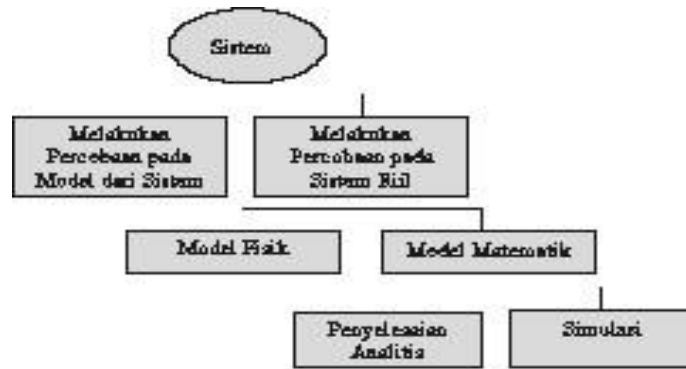 Sistem
Melakukan
Percobaan pada
Model dari Sistem
Melakukan
Percobaan pada
Sistem Riil
Model Fisik
Model Matematik
Penyelesaian
Analitis
Simulasi